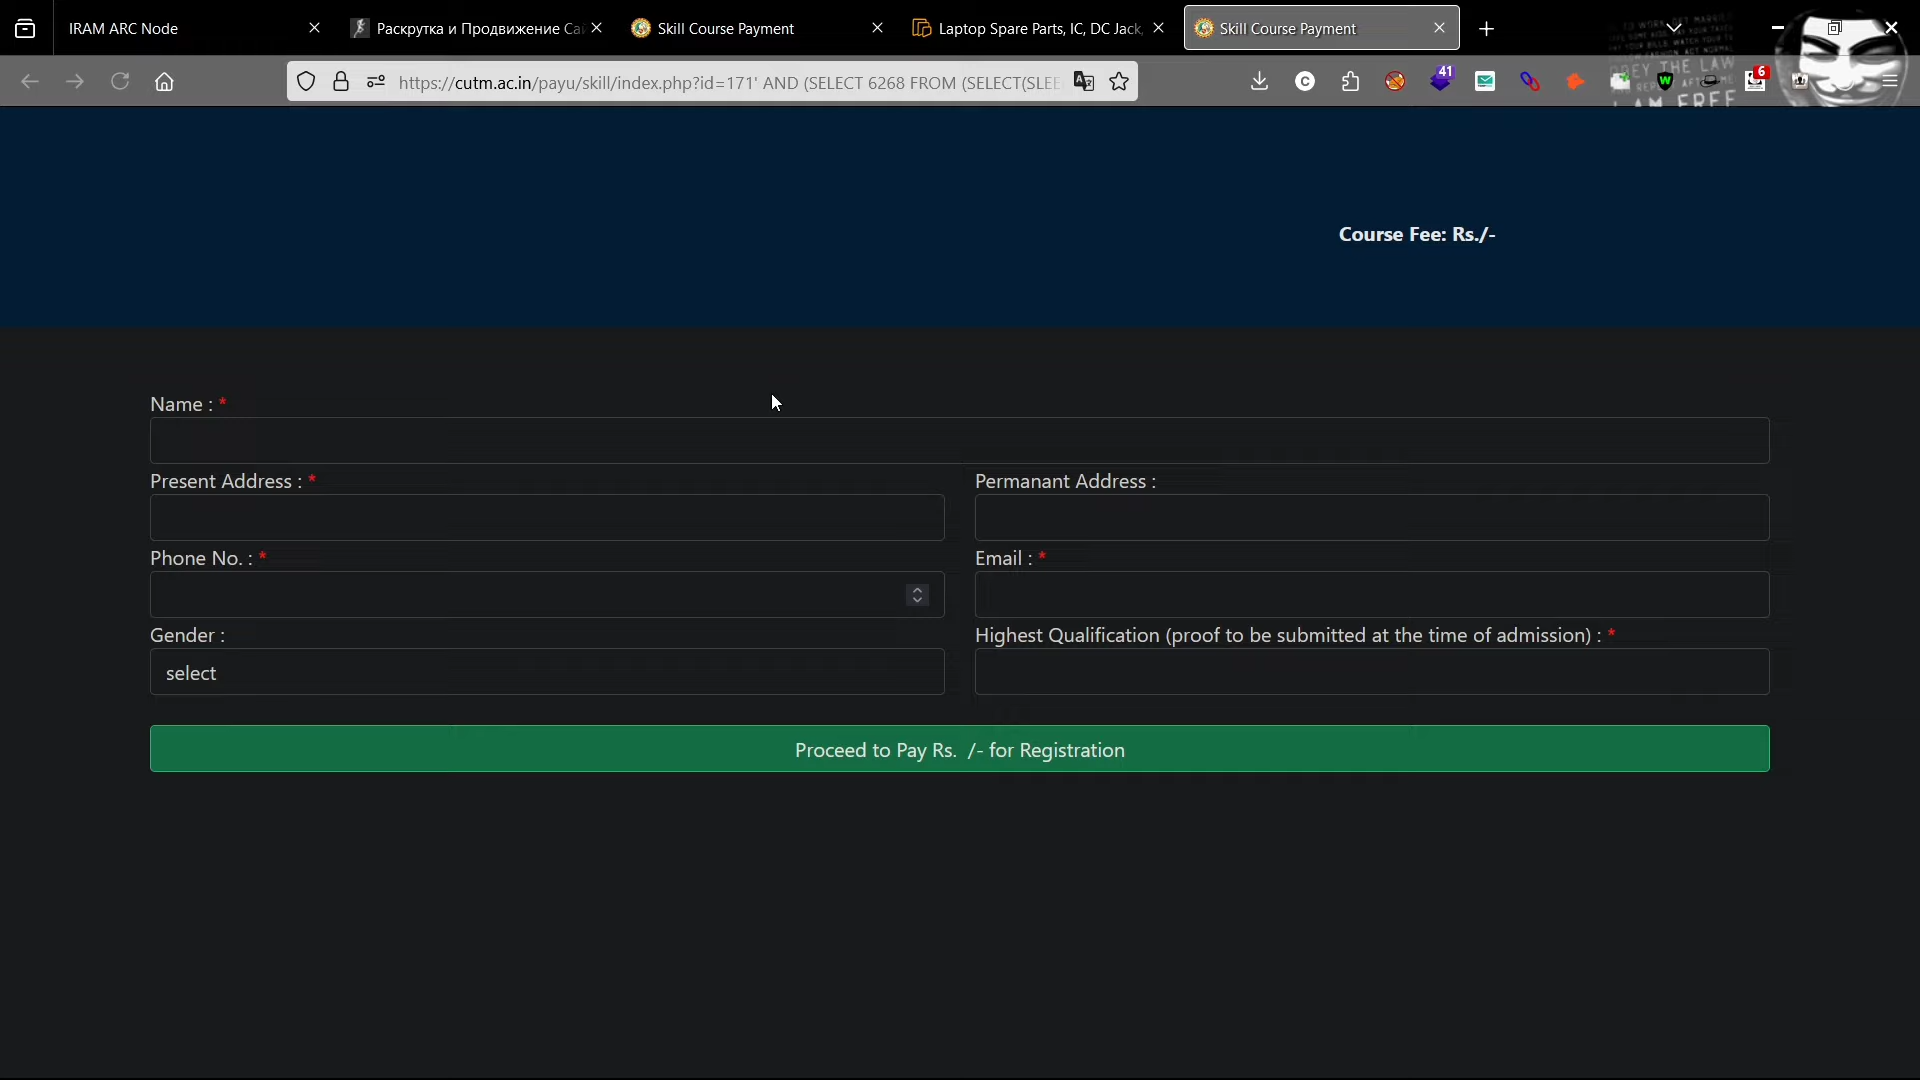 IRAM ARC Node
Раскрутка и Продвижение Са
Skill Course Payment
Laptop Spare Parts, IC, DC Jack,
Skill Course Payment
https://cutm.ac.in/payu/skill/index.php?id=171' AND (SELECT 6268 FROM (SELECT(SLEE
41
6
Course Fee: Rs./-
Name : *
Present Address : *
Permanant Address :
Phone No. : *
Email : *
Gender :
Highest Qualification (proof to be submitted at the time of admission) : *
select
Proceed to Pay Rs. /- for Registration